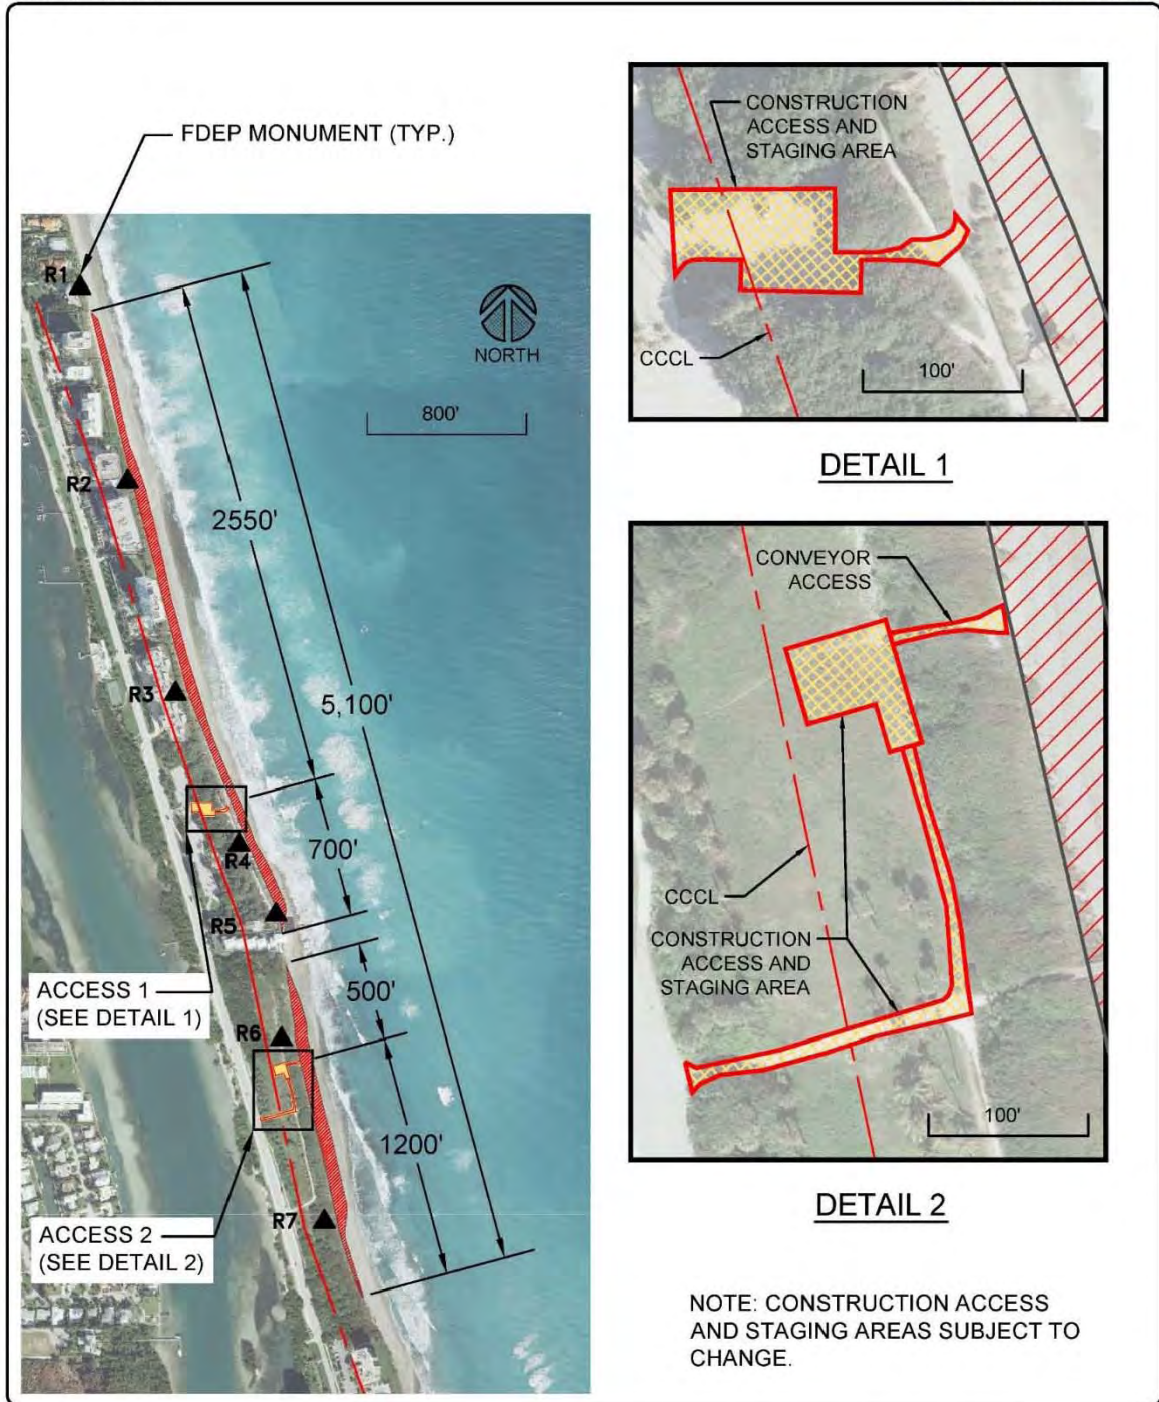 FDEP MONUMENT (TYP.)
R1
NORTH
800'
R2
2550'
R3
5,100'
700'
R4
R5
ACCESS 1
(SEE DETAIL 1)
500'
R6
1200'
R7
ACCESS 2
(SEE DETAIL 2)
CONSTRUCTION
ACCESS AND
STAGING AREA
CCCL
100'
DETAIL 1
CONVEYOR
ACCESS
CCCL
CONSTRUCTION
ACCESS AND
STAGING AREA
100'
DETAIL 2
NOTE: CONSTRUCTION ACCESS
AND STAGING AREAS SUBJECT TO
CHANGE.